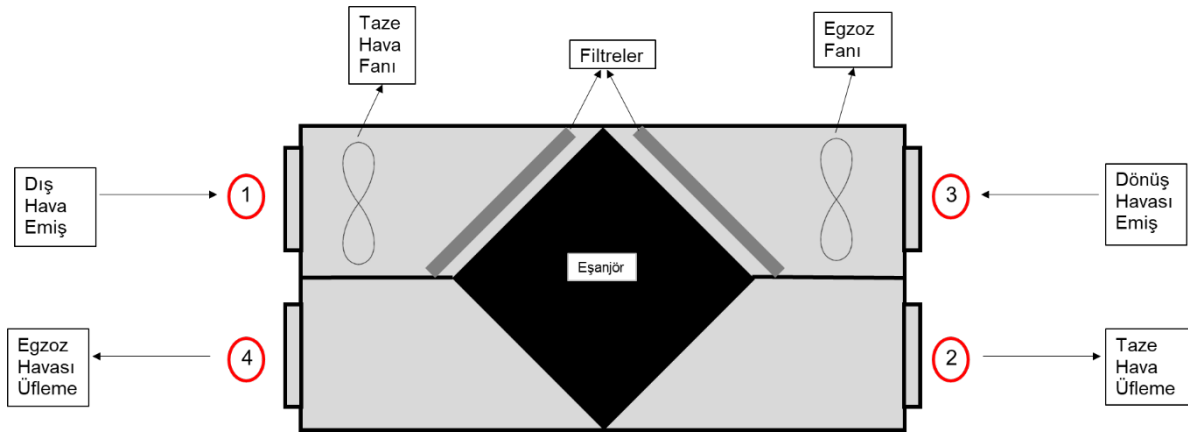 Taze
Hava
Fanı
Filtreler
Egzoz
Fanı
Dış
Hava
Emiş
1
3
Dönüş
Havası
Emiş
Eşanjör
Egzoz
Havası
Üfleme
4
2
Taze
Hava
Üfleme